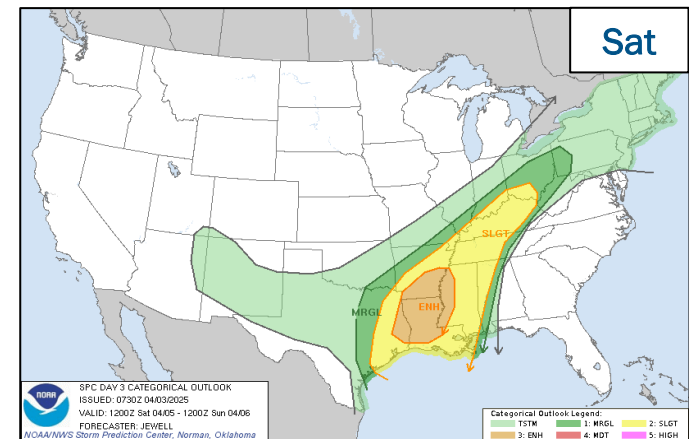 Sat
SLGT
ENH
MRGL
NOAA
SPC DAY 3 CATEGORICAL OUTLOOK
ISSUED: 0730Z 04/03/2025
VALID: 1200Z Sat 04/05 - 1200Z Sun 04/06
FORECASTER: JEWELL
NOAA/NWS Storm Prediction Center, Norman, Oklahoma
Categorical Outlook Legend:
TSTM 1: MRGL 2: SLGT
3: ENH 4: MDT 5: HIGH